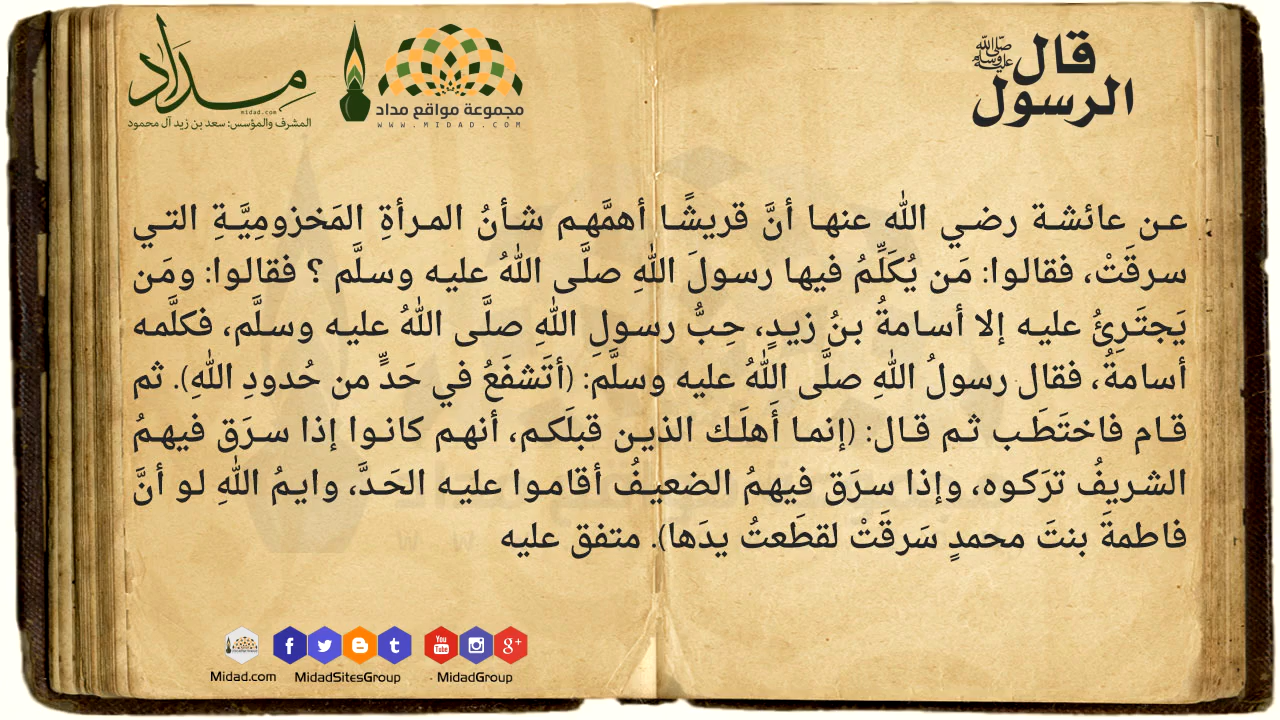 مداد
midad.com
المشرف والمؤسس: سعد بن زيد آل محمود
مجموعة مواقع مداد
WWW.MIDAD.COM
قال ﷺ
الرسول
عن عائشة رضي الله عنها أنَّ قريشًا أهمَّهم شأنُ المرأةِ المَخزومِيَّةِ التي
سرقَتْ، فقالوا: مَن يُكَلِّمُ فيها رسولَ اللهِ صلَّى اللهُ عليه وسلَّم ؟ فقالوا: ومَن
يَجتَرِئُ عليه إلا أسامةُ بنُ زيدٍ، حِبُّ رسولِ اللهِ صلَّى اللهُ عليه وسلَّم، فكلَّمه
أسامةُ، فقال رسولُ اللهِ صلَّى اللهُ عليه وسلَّم: (أتَشفَعُ في حَدٍّ من حُدودِ اللهِ). ثم
قام فاختَطَب ثم قال: (إنما أَهلَك الذين قبلَكم، أنهم كانوا إذا سرَق فيهمُ
الشريفُ ترَكوه، وإذا سرَق فيهمُ الضعيفُ أقاموا عليه الحَدَّ، وايمُ اللهِ لو أنَّ
فاطمةَ بنتَ محمدٍ سَرقَتْ لقطَعتُ يدَها). متفق عليه
You Tube
g+
Midad.com
MidadSitesGroup
MidadGroup